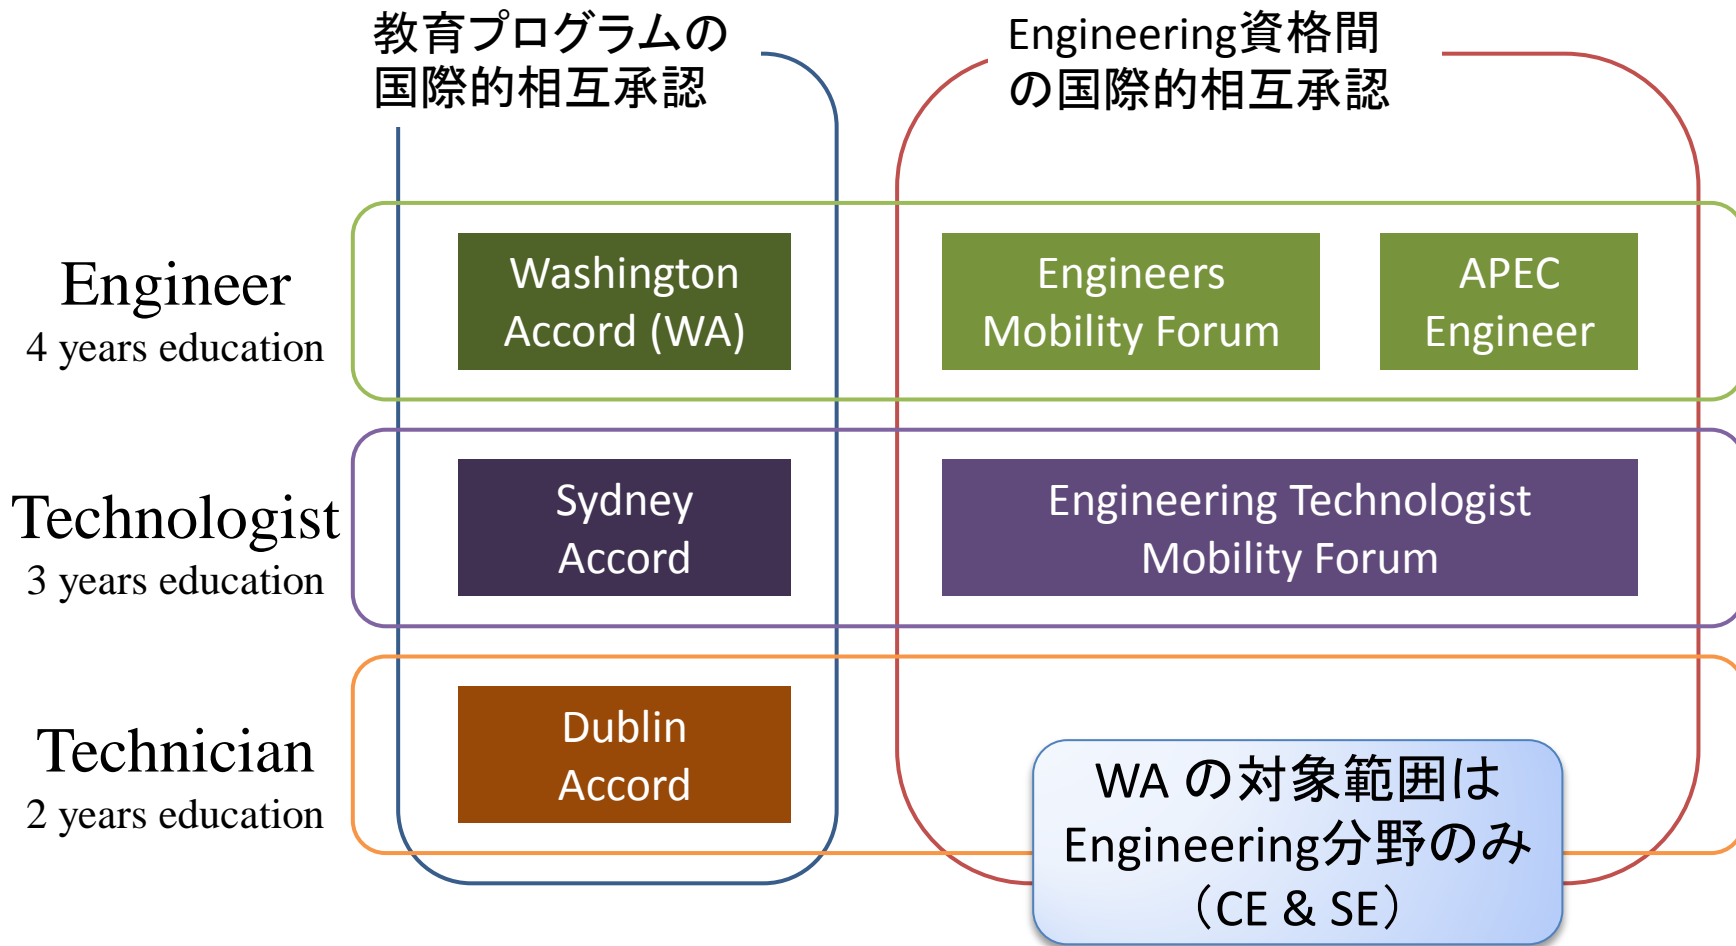 教育プログラムの
国際的相互承認
Engineering資格間
の国際的相互承認
Engineer
4 years education
Washington
Accord (WA)
Engineers
Mobility Forum
APEC
Engineer
Technologist
3 years education
Sydney
Accord
Engineering Technologist
Mobility Forum
Technician
2 years education
Dublin
Accord
WA の対象範囲は
Engineering分野のみ
（CE & SE）